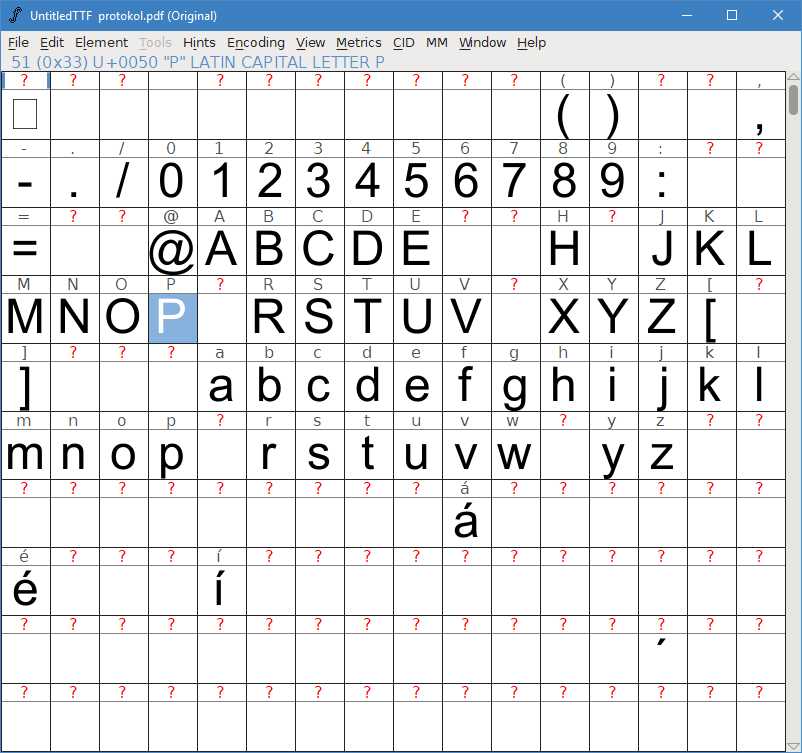 UntitledTTF protokol.pdf (Original)
File Edit Element Tools Hints Encoding View Metrics CID MM Window Help
51 (0x33) U+0050 "P" LATIN CAPITAL LETTER P
? ? ? ? ? ? ? ? ? ? ( ) ? ? ,
( ) ,
- . / 0 1 2 3 4 5 6 7 8 9 : ? ?
- . / 0 1 2 3 4 5 6 7 8 9 :
= ? ? @ A B C D E ? ? H ? J K L
= @ A B C D E H J K L
M N O P ? R S T U V ? X Y Z [ ?
M N O P R S T U V X Y Z [
] ? ? ? a b c d e f g h i j k l
] a b c d e f g h i j k l
m n o p ? r s t u v w ? y z ? ?
m n o p r s t u v w y z
? ? ? ? ? ? ? ? ? á ? ? ? ? ? ?
á
é ? ? ? í ? ? ? ? ? ? ? ? ? ? ?
é í
? ? ? ? ? ? ? ? ? ? ? ? ? ? ? ?
´
? ? ? ? ? ? ? ? ? ? ? ? ? ? ? ?